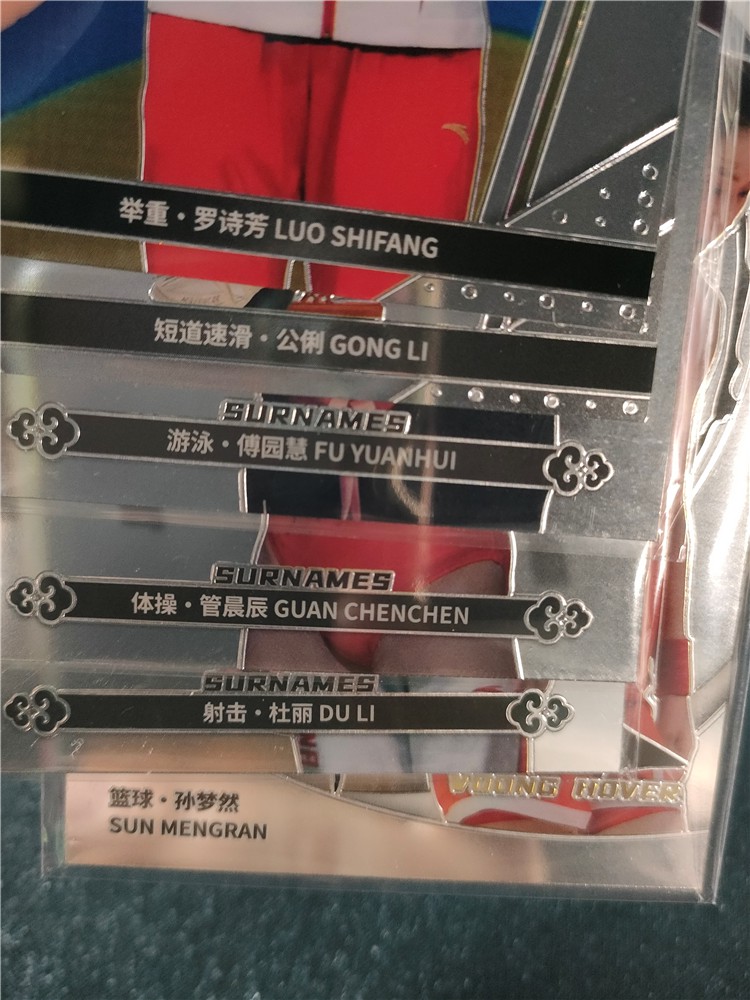 举重·罗诗芳 LUO SHIFANG
短道速滑·公俐 GONG LI
SURNAMES
游泳·傅园慧 FU YUANHUI
SURNAMES
体操·管晨辰 GUAN CHENCHEN
SURNAMES
射击·杜丽 DU LI
YOUNG MOVER
篮球·孙梦然
SUN MENGRAN